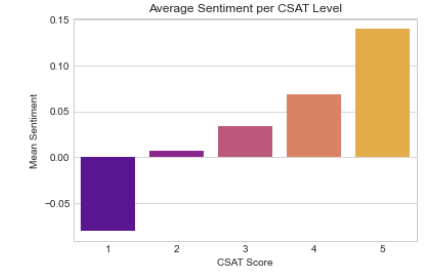 Average Sentiment per CSAT Level
0.15
0.10
0.05
0.00
−0.05
Mean Sentiment
1 2 3 4 5
CSAT Score